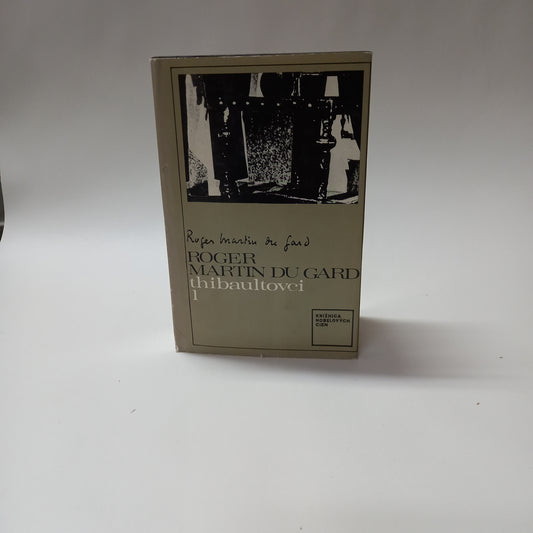 Roger Martin du Gard
ROGER
MARTIN DU GARD
thibaultovci
1
KNIŽNICA
NOBELOVÝCH
CIEN